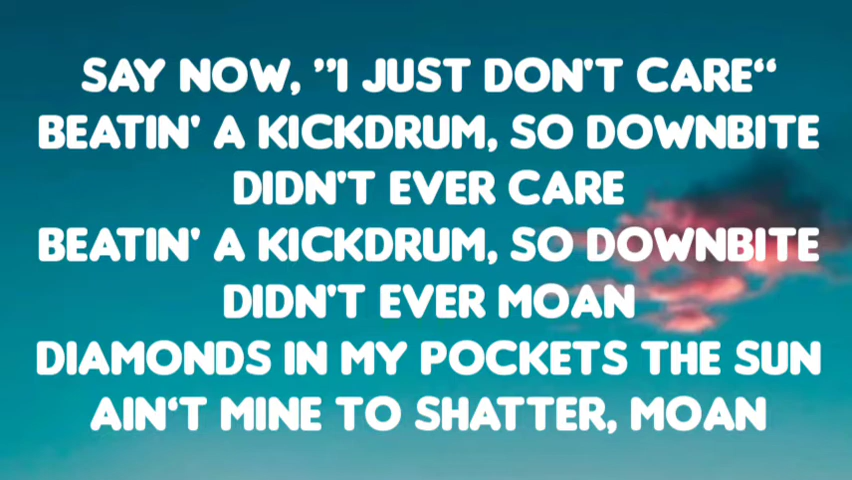 SAY NOW, ”I JUST DON'T CARE“
BEATIN' A KICKDRUM, SO DOWNBITE
DIDN'T EVER CARE
BEATIN' A KICKDRUM, SO DOWNBITE
DIDN'T EVER MOAN
DIAMONDS IN MY POCKETS THE SUN
AIN‘T MINE TO SHATTER, MOAN